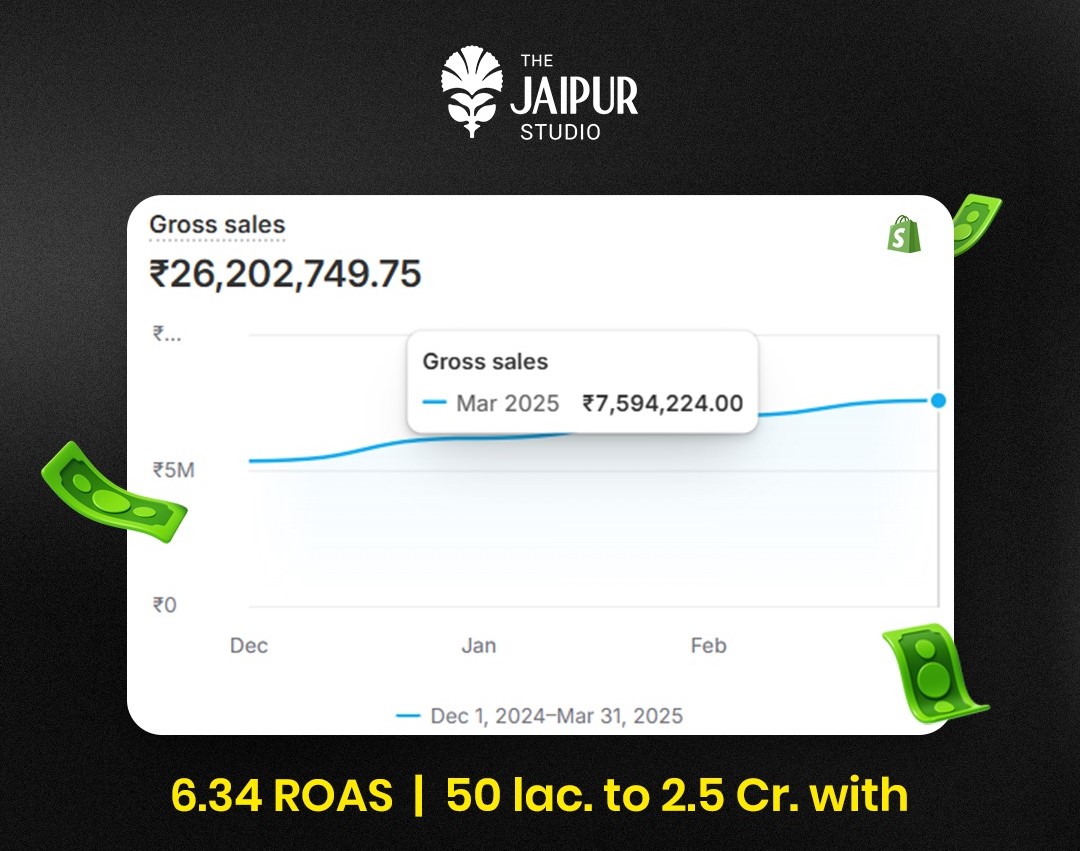 THE
JAIPUR
STUDIO
Gross sales
₹26,202,749.75
₹...
Gross sales
Mar 2025 ₹7,594,224.00
₹5M
₹0
Dec Jan Feb
Dec 1, 2024–Mar 31, 2025
6.34 ROAS | 50 lac. to 2.5 Cr. with